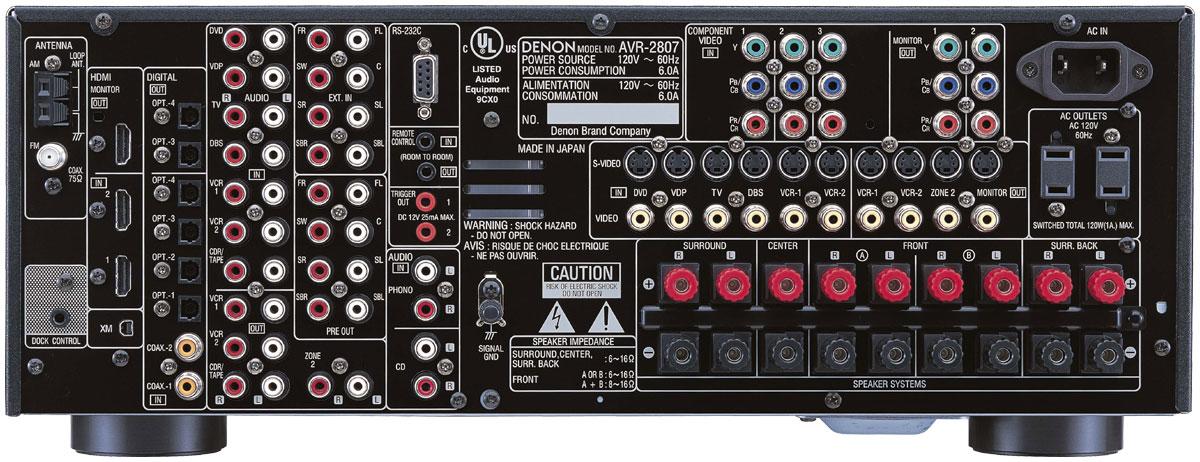 ANTENNA
LOOP
ANT.
AM
FM
COAX.
75Ω
DOCK CONTROL
HDMI
MONITOR
OUT
IN
2
1
XM
DIGITAL
OUT
OPT.-4
OPT.-3
OPT.-4
OPT.-3
OPT.-2
OPT.-1
COAX.-2
COAX.-1
IN
DVD
VDP
R AUDIO L
TV
DBS
IN
VCR
1
VCR
2
CDR/
TAPE
VCR
1
OUT
VCR
2
CDR/
TAPE
R L
FR FL
SW C
EXT. IN
SR SL
SBR SBL
FR FL
SW C
SR SL
SBR SBL
PRE OUT
ZONE
2
R L
RS-232C
REMOTE
CONTROL
IN
(ROOM TO ROOM)
OUT
TRIGGER
OUT
1
DC 12V 25mA MAX.
2
AUDIO
IN
L
PHONO
R
L
CD
R
C UL US
LISTED
Audio
Equipment
9CX0
DENON MODEL NO. AVR-2807
POWER SOURCE 120V ~ 60Hz
POWER CONSUMPTION 6.0A
ALIMENTATION 120V ~ 60Hz
CONSOMMATION 6.0A
NO.
Denon Brand Company
MADE IN JAPAN
WARNING : SHOCK HAZARD
- DO NOT OPEN.
AVIS : RISQUE DE CHOC ELECTRIQUE
- NE PAS OUVRIR.
SIGNAL
GND
CAUTION
RISK OF ELECTRIC SHOCK
DO NOT OPEN
SPEAKER IMPEDANCE
SURROUND,CENTER,
SURR. BACK : 6~16Ω
FRONT A OR B : 6~16Ω
A + B : 8~16Ω
COMPONENT
VIDEO
IN
1 2 3
Y
PB/
CB
PR/
CR
MONITOR
OUT
1 2
Y
PB/
CB
PR/
CR
S-VIDEO
IN DVD VDP TV DBS VCR-1 VCR-2 VCR-1 VCR-2 ZONE 2 MONITOR OUT
VIDEO
AC IN
AC OUTLETS
AC 120V
60Hz
SWITCHED TOTAL 120W(1A.) MAX.
SURROUND CENTER FRONT SURR. BACK
R L R A L R B L R L
+ +
− −
SPEAKER SYSTEMS